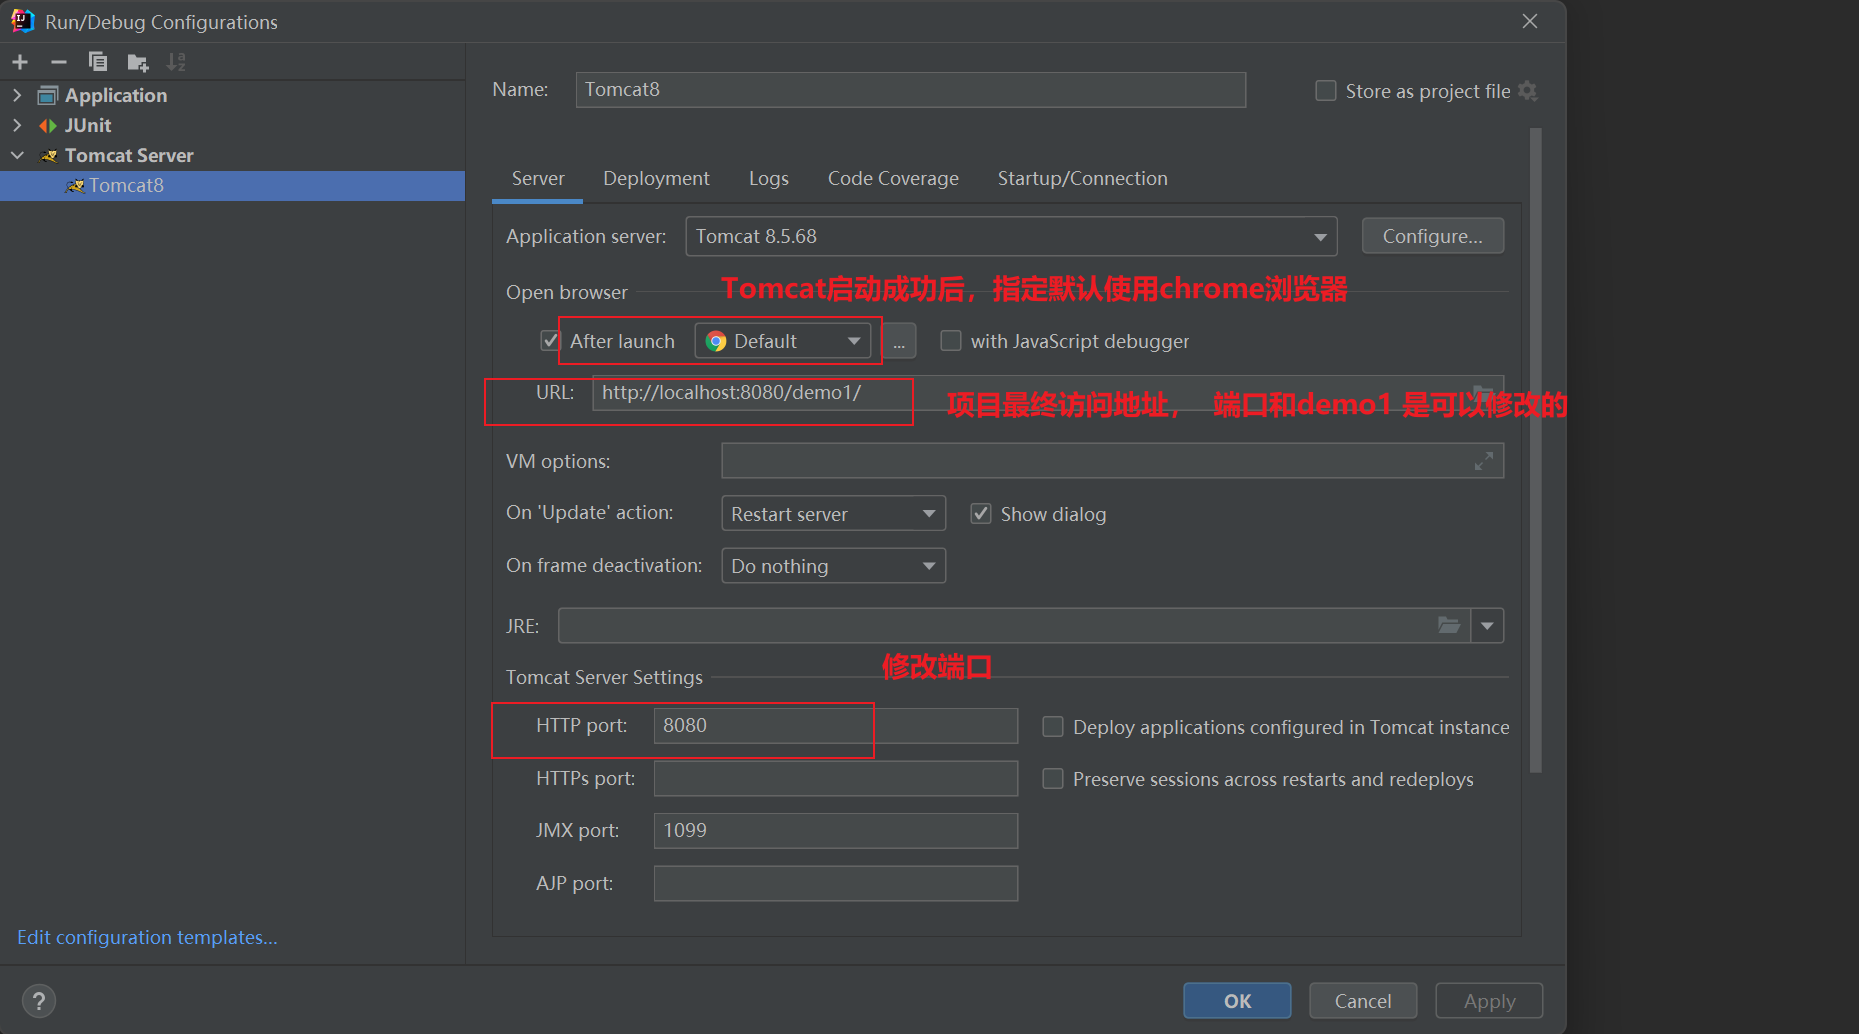 Run/Debug Configurations
Application
JUnit
Tomcat Server
Tomcat8
Edit configuration templates...
Name: Tomcat8 Store as project file
Server Deployment Logs Code Coverage Startup/Connection
Application server: Tomcat 8.5.68 Configure...
Open browser Tomcat启动成功后，指定默认使用chrome浏览器
After launch Default ... with JavaScript debugger
URL: http://localhost:8080/demo1/ 项目最终访问地址， 端口和demo1 是可以修改的
VM options:
On 'Update' action: Restart server Show dialog
On frame deactivation: Do nothing
JRE:
Tomcat Server Settings 修改端口
HTTP port: 8080 Deploy applications configured in Tomcat instance
HTTPs port: Preserve sessions across restarts and redeploys
JMX port: 1099
AJP port:
? OK Cancel Apply